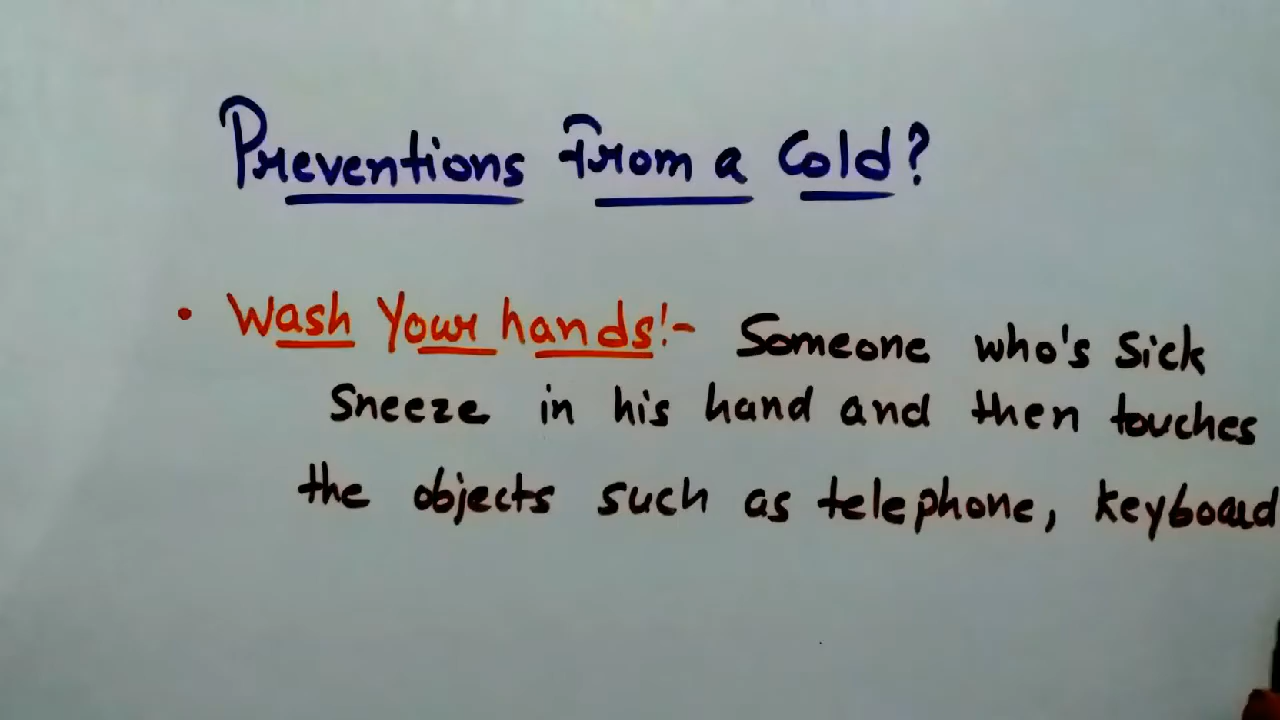 Preventions From a Cold?
• Wash Your hands!- Someone who's Sick
Sneeze in his hand and then touches
the objects such as telephone, keyboard